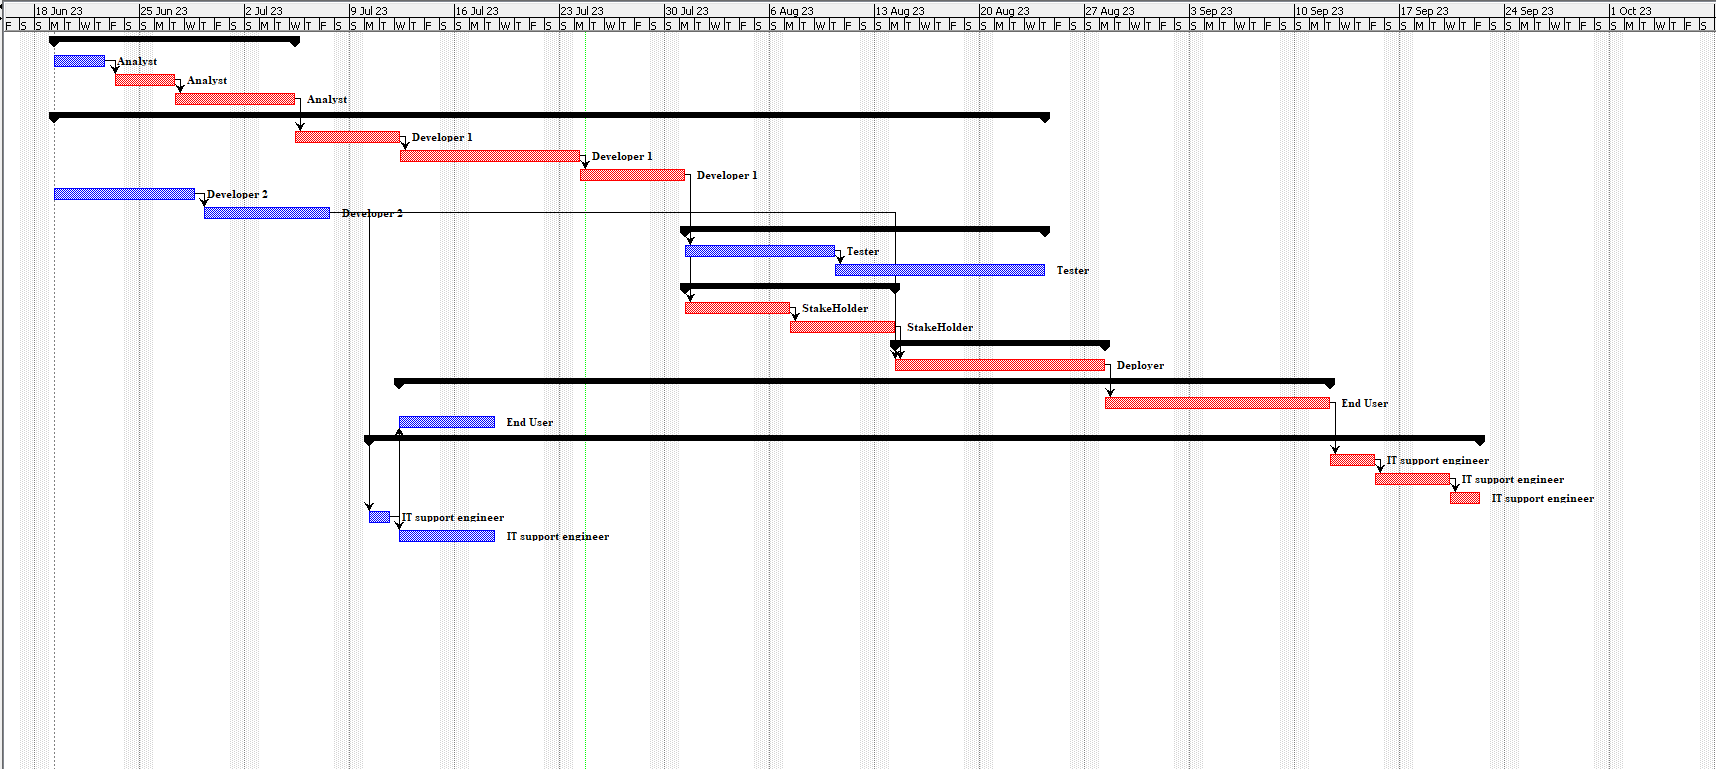 18 Jun 23 25 Jun 23 2 Jul 23 9 Jul 23 16 Jul 23 23 Jul 23 30 Jul 23 6 Aug 23 13 Aug 23 20 Aug 23 27 Aug 23 3 Sep 23 10 Sep 23 17 Sep 23 24 Sep 23 1 Oct 23
F S S M T W T F S S M T W T F S S M T W T F S S M T W T F S S M T W T F S S M T W T F S S M T W T F S S M T W T F S S M T W T F S S M T W T F S S M T W T F S S M T W T F S S M T W T F S S M T W T F S S M T W T F S S M T W T F S S M T W T F S
Analyst
Analyst
Analyst
Developer 1
Developer 1
Developer 1
Developer 2
Developer 2
Tester
Tester
StakeHolder
StakeHolder
Deployer
End User
End User
IT support engineer
IT support engineer
IT support engineer
IT support engineer
IT support engineer